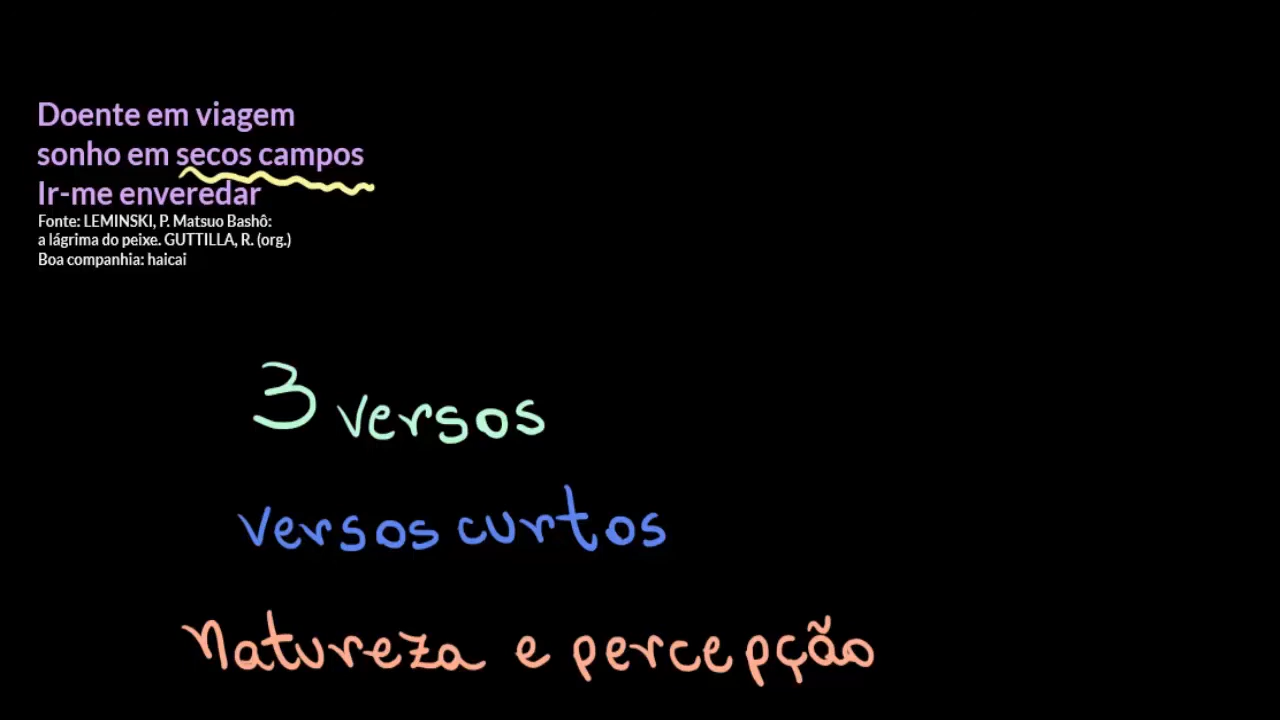 Doente em viagem
sonho em secos campos
Ir-me enveredar
Fonte: LEMINSKI, P. Matsuo Bashô:
a lágrima do peixe. GUTTILLA, R. (org.)
Boa companhia: haicai
3 versos
versos curtos
natureza e percepção